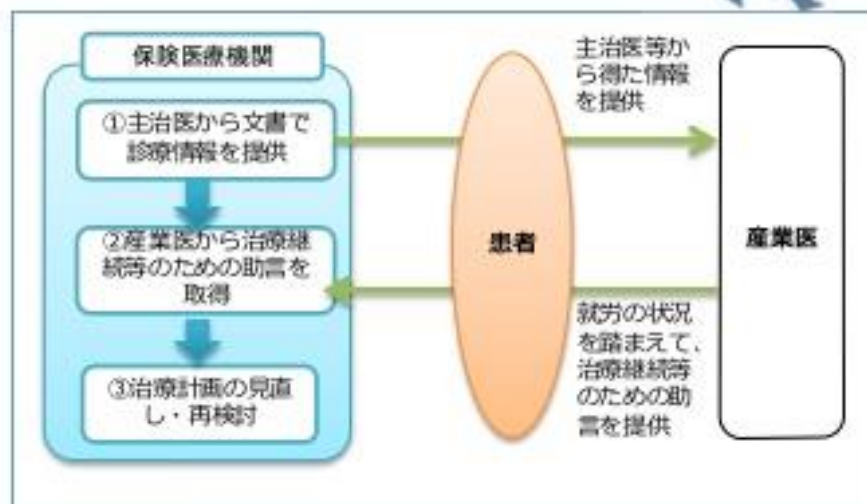 保険医療機関
①主治医から文書で
診療情報を提供
②産業医から治療継
続等のための助言を
取得
③治療計画の見直
し・再検討
患者
主治医等か
ら得た情報
を提供
産業医
就労の状況
を踏まえて、
治療継続等
のための助
言を提供